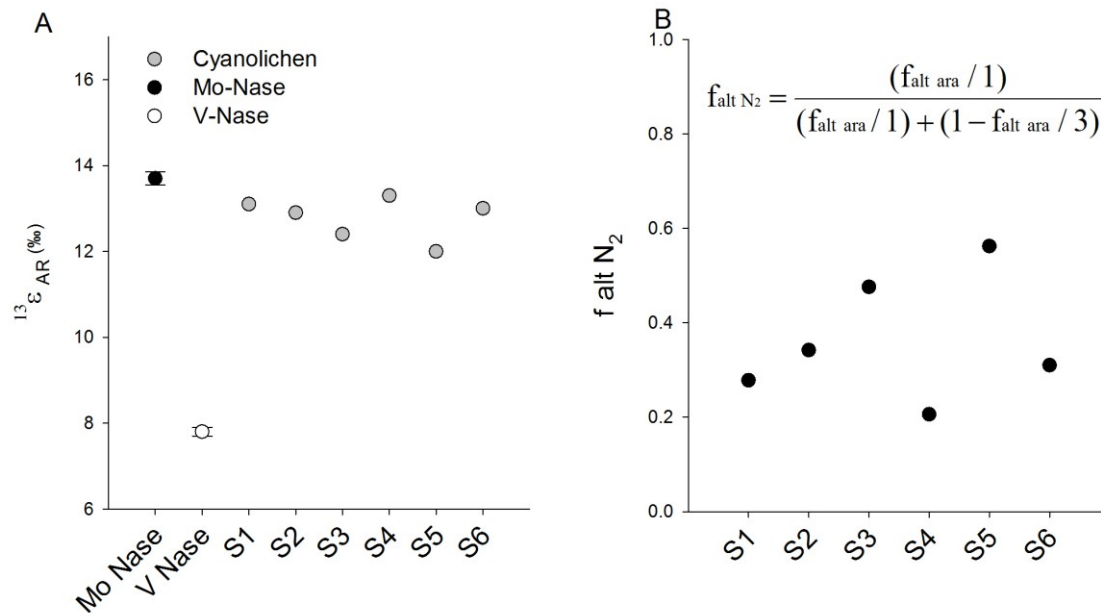 A
Cyanolichen
Mo-Nase
V-Nase
16
14
12
10
8
6
¹³ε AR (‰)
Mo Nase
V Nase
S1
S2
S3
S4
S5
S6
B
1.0
0.8
0.6
0.4
0.2
0.0
f alt N₂
f alt N₂ = (f alt ara / 1) / (f alt ara / 1) + (1 − f alt ara / 3)
S1
S2
S3
S4
S5
S6